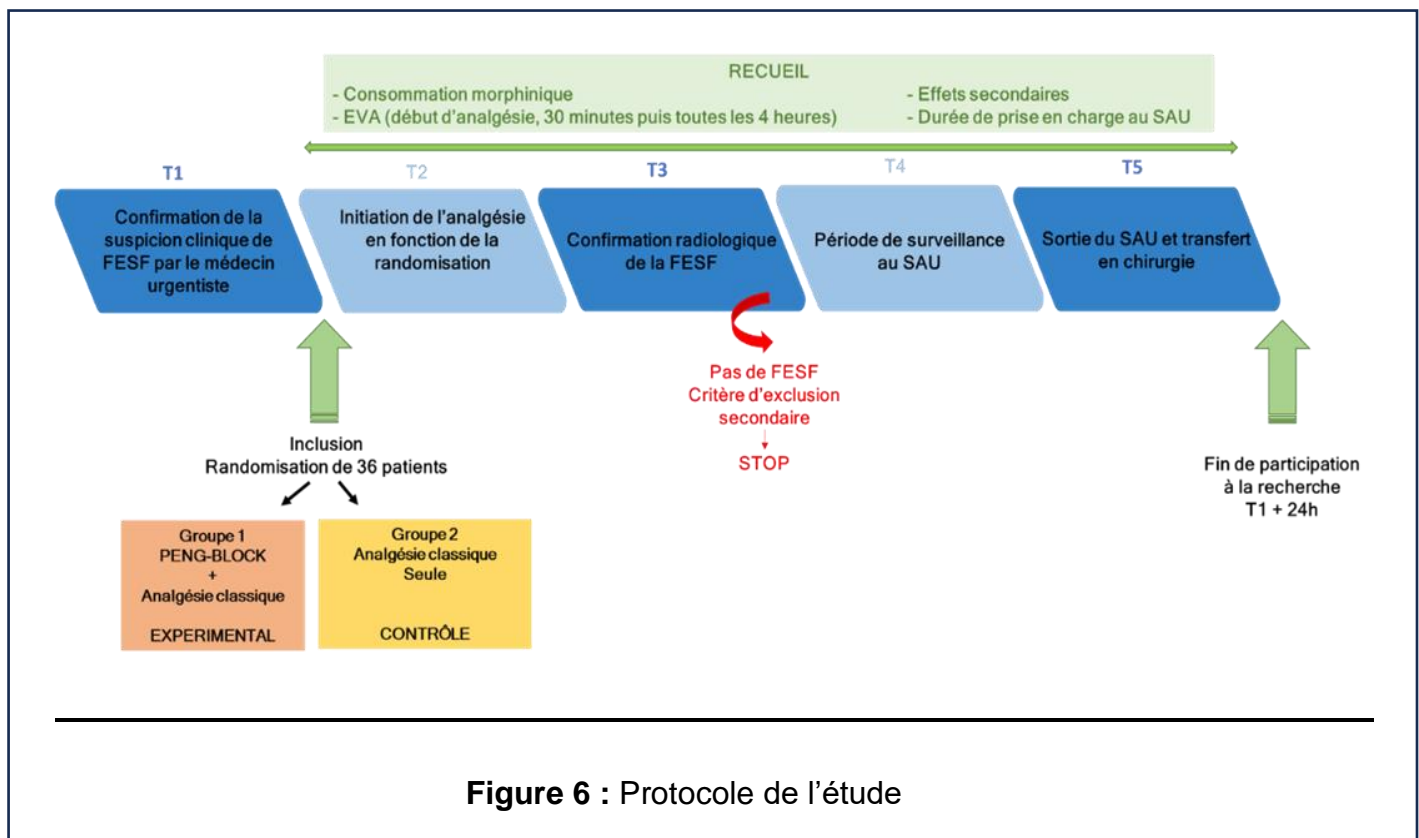 RECUEIL
- Consommation morphinique
- EVA (début d'analgésie, 30 minutes puis toutes les 4 heures)
- Effets secondaires
- Durée de prise en charge au SAU
T1
T2
T3
T4
T5
Confirmation de la
suspicion clinique de
FESF par le médecin
urgentiste
Initiation de l'analgésie
en fonction de la
randomisation
Confirmation radiologique
de la FESF
Période de surveillance
au SAU
Sortie du SAU et transfert
en chirurgie
Pas de FESF
Critère d'exclusion
secondaire
STOP
Inclusion
Randomisation de 36 patients
Fin de participation
à la recherche
T1 + 24h
Groupe 1
PENG-BLOCK
+
Analgésie classique
EXPERIMENTAL
Groupe 2
Analgésie classique
Seule
CONTRÔLE
Figure 6 : Protocole de l'étude